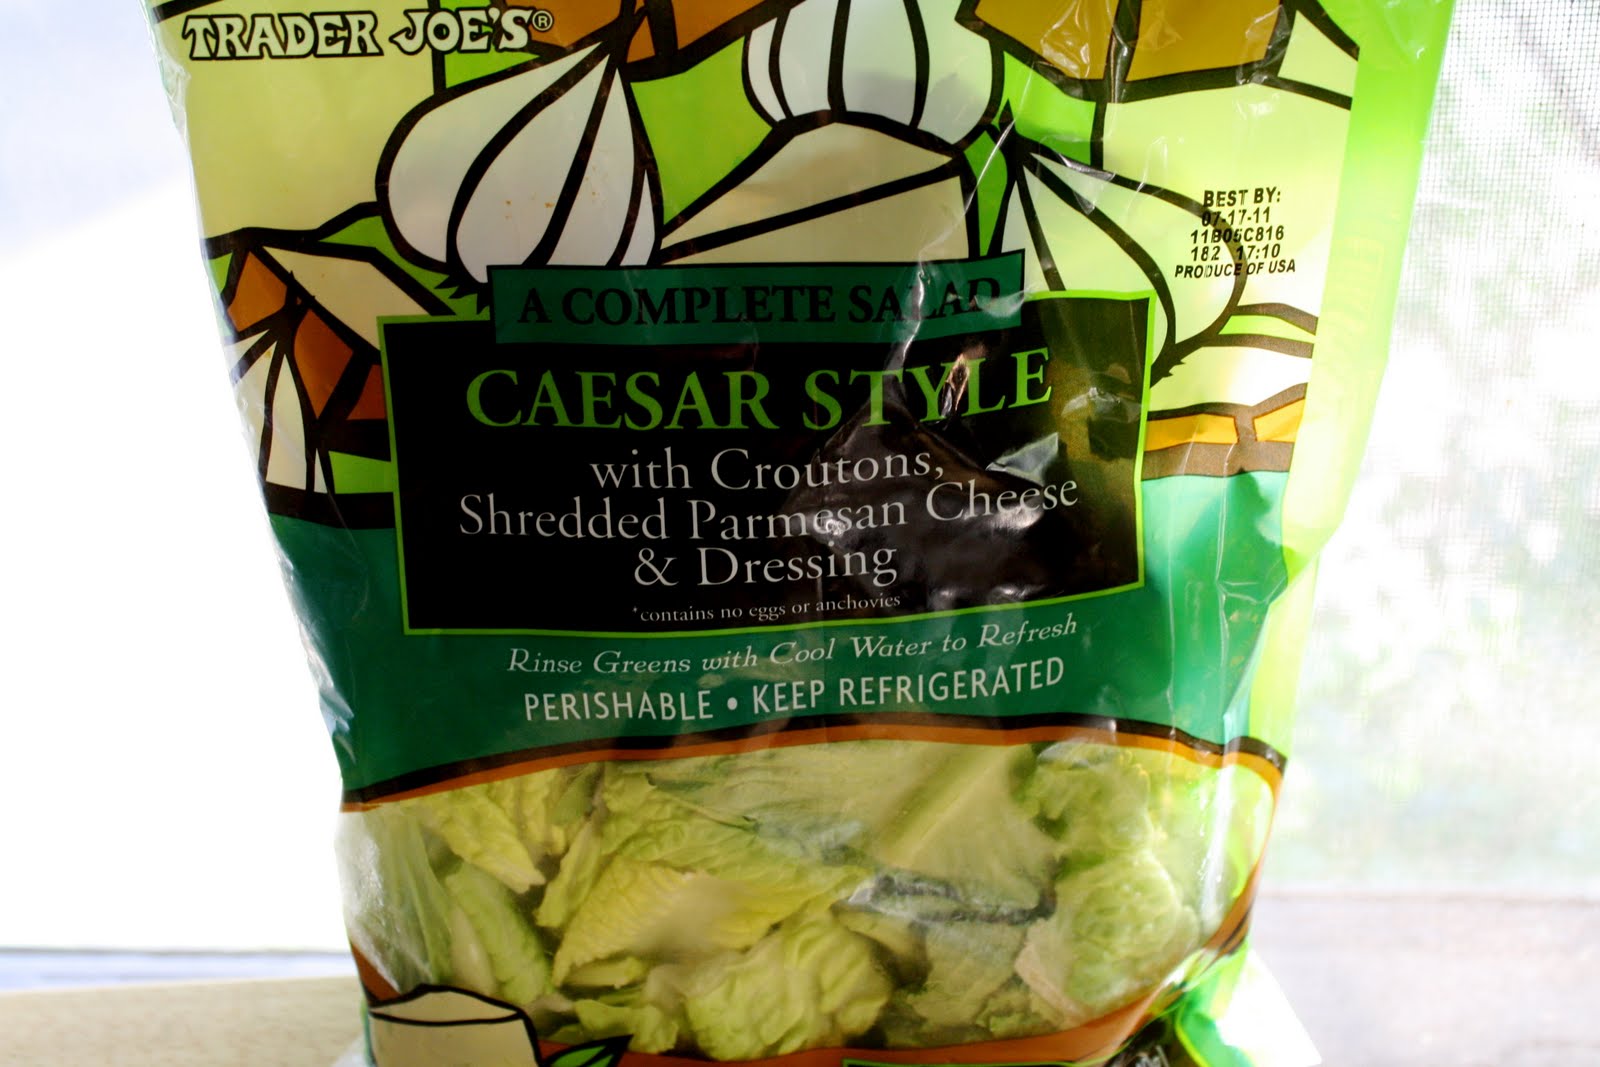 TRADER JOE'S®
BEST BY:
07-17-11
11B05C816
182 17:10
PRODUCE OF USA
A COMPLETE SALAD
CAESAR STYLE
with Croutons,
Shredded Parmesan Cheese
& Dressing
*contains no eggs or anchovies
Rinse Greens with Cool Water to Refresh
PERISHABLE • KEEP REFRIGERATED